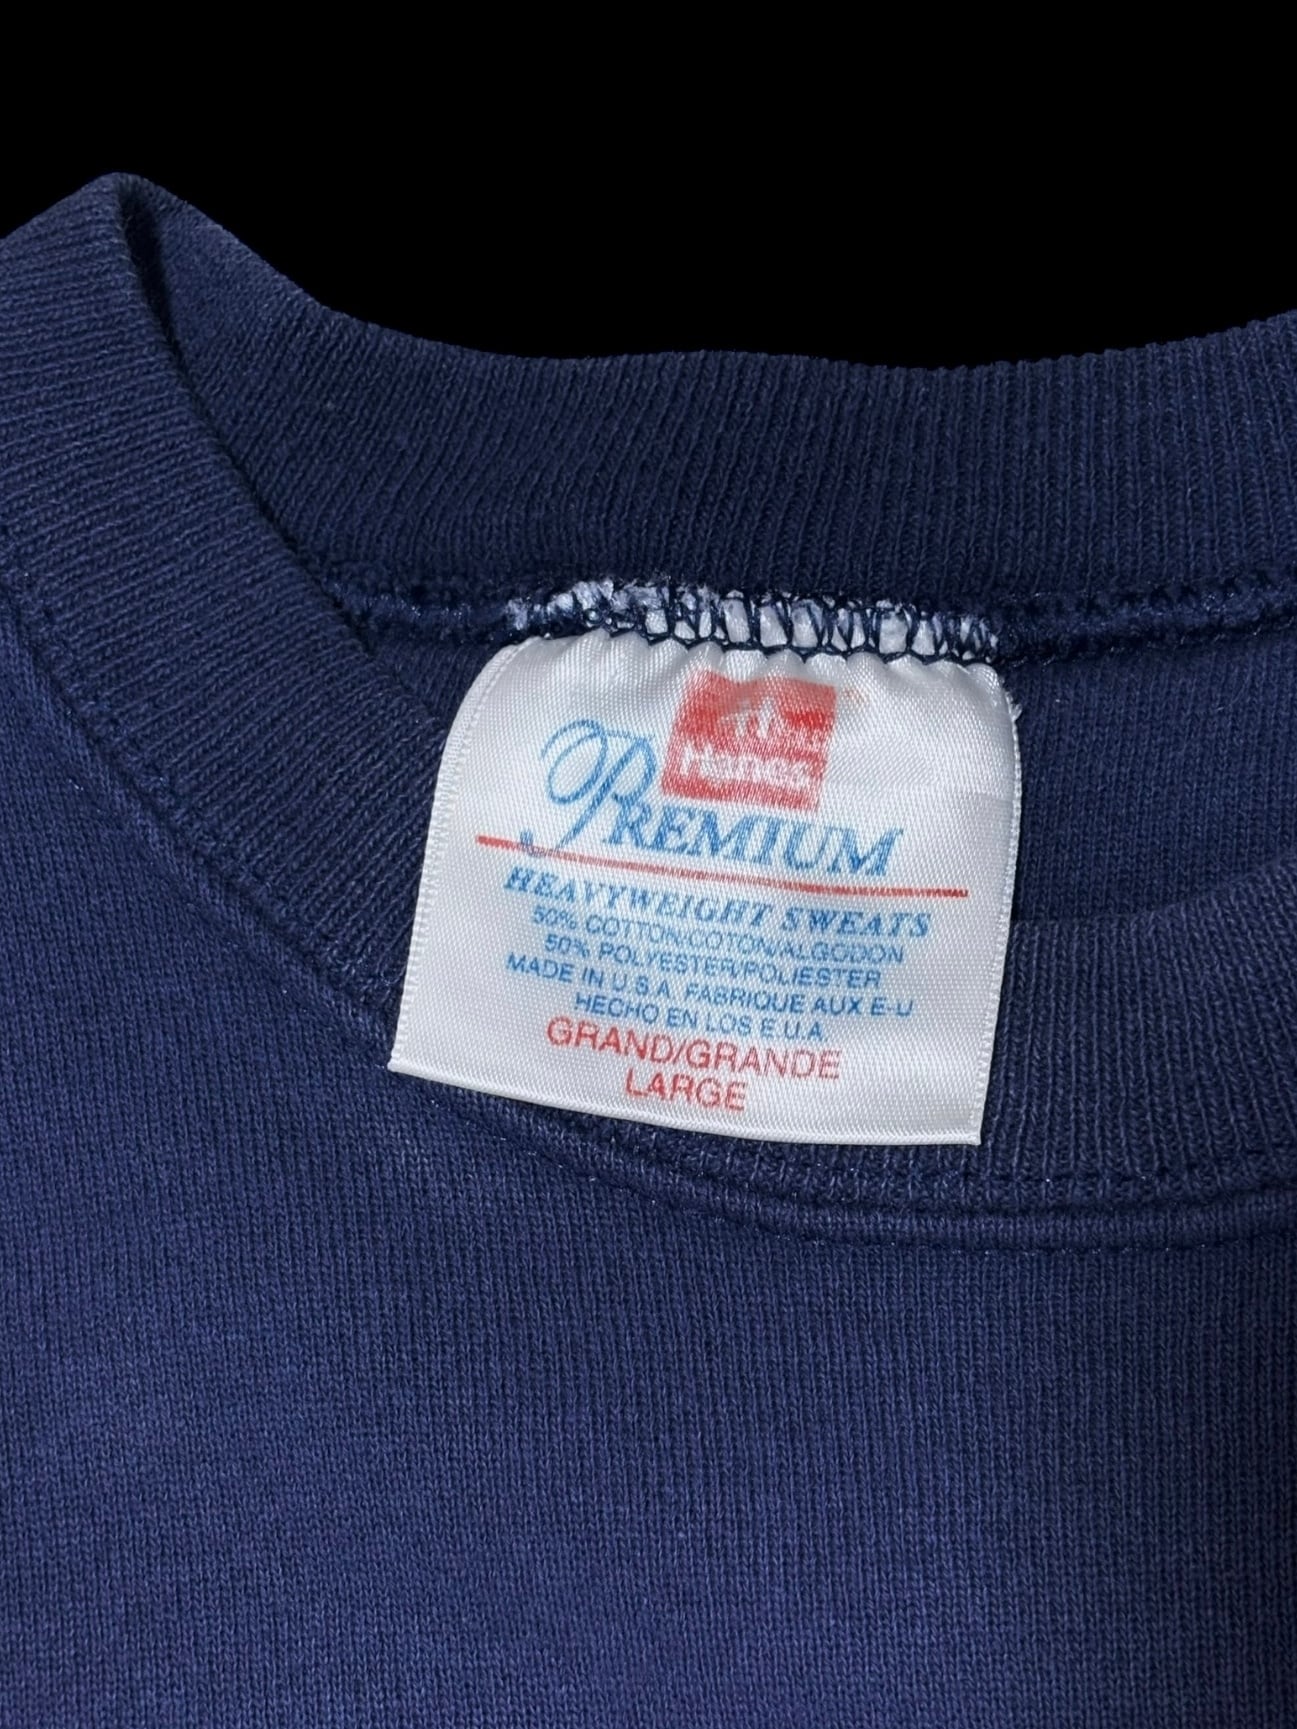 Hanes
PREMIUM
HEAVYWEIGHT SWEATS
50% COTTON/COTON/ALGODON
50% POLYESTER/POLIESTER
MADE IN U.S.A. FABRIQUE AUX E-U
HECHO EN LOS E.U.A.
GRAND/GRANDE
LARGE